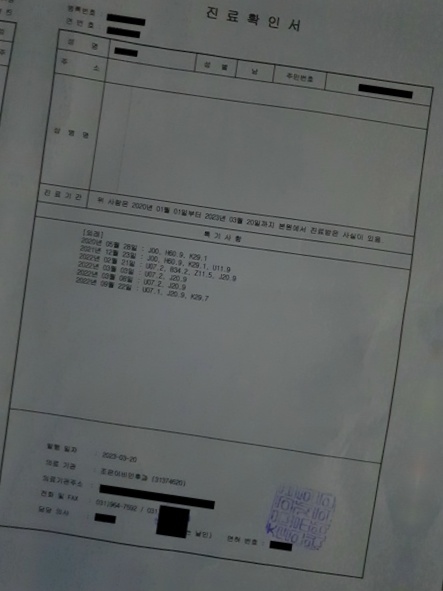 진료확인서
등록번호
연 번 호
성 명 성 별 남 주민번호
주 소
상 병 명
진료기간 위 사람은 2020년 01월 01일부터 2023년 03월 20일까지 본원에서 진료받은 사실이 있음
특 기 사 항
[외래]
2020년 05월 28일 : J00, H60.9, K29.1
2021년 12월 23일 : J00, H60.9, K29.1, U11.9
2022년 02월 21일 : U07.2, B34.2, Z11.5, J20.9
2022년 03월 03일 : U07.2, J20.9
2022년 03월 08일 : U07.2, J20.9
2022년 09월 22일 : U07.1, J20.9, K29.7
발행 일자 : 2023-03-20
의료 기관 : (31374620)
의료기관주소 :
전화 및 FAX : 031)964-7592 / 031
담당 의사 면허 번호 :